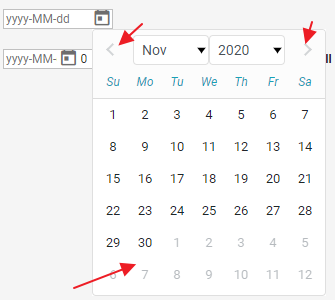 yyyy-MM-dd
Nov 2020
yyyy-MM- 0 ll
Su Mo Tu We Th Fr Sa
1 2 3 4 5 6 7
8 9 10 11 12 13 14
15 16 17 18 19 20 21
22 23 24 25 26 27 28
29 30 1 2 3 4 5
6 7 8 9 10 11 12